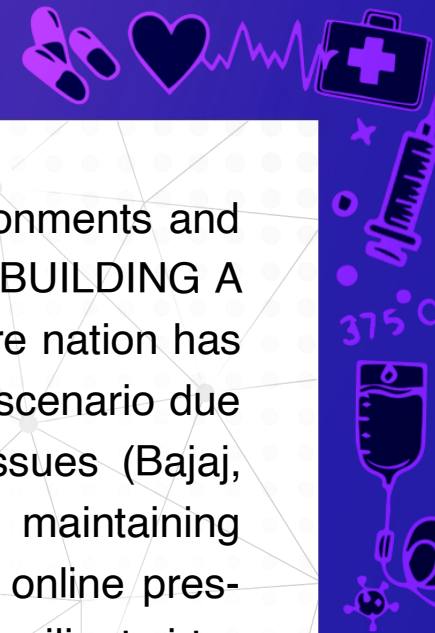 onments and
BUILDING A
re nation has
scenario due
ssues (Bajaj,
maintaining
online pres-
375